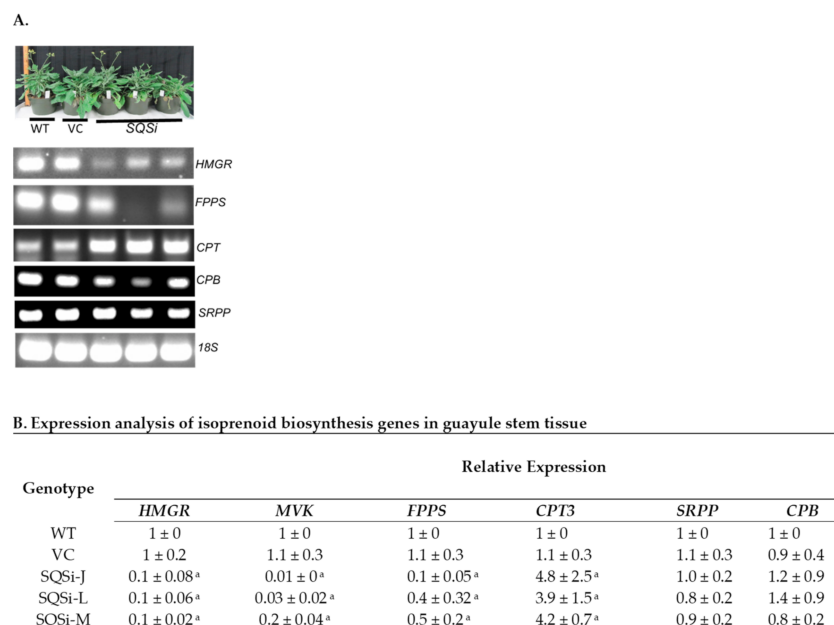 A.
WT VC SQSi
HMGR
FPPS
CPT
CPB
SRPP
18S
B. Expression analysis of isoprenoid biosynthesis genes in guayule stem tissue
Relative Expression
Genotype
HMGR MVK FPPS CPT3 SRPP CPB
WT 1 ± 0 1 ± 0 1 ± 0 1 ± 0 1 ± 0 1 ± 0
VC 1 ± 0.2 1.1 ± 0.3 1.1 ± 0.3 1.1 ± 0.3 1.1 ± 0.3 0.9 ± 0.4
SQSi-J 0.1 ± 0.08 a 0.01 ± 0 a 0.1 ± 0.05 a 4.8 ± 2.5 a 1.0 ± 0.2 1.2 ± 0.9
SQSi-L 0.1 ± 0.06 a 0.03 ± 0.02 a 0.4 ± 0.32 a 3.9 ± 1.5 a 0.8 ± 0.2 1.4 ± 0.9
SQSi-M 0.1 ± 0.02 a 0.2 ± 0.04 a 0.5 ± 0.2 a 4.2 ± 0.7 a 0.9 ± 0.2 0.8 ± 0.2